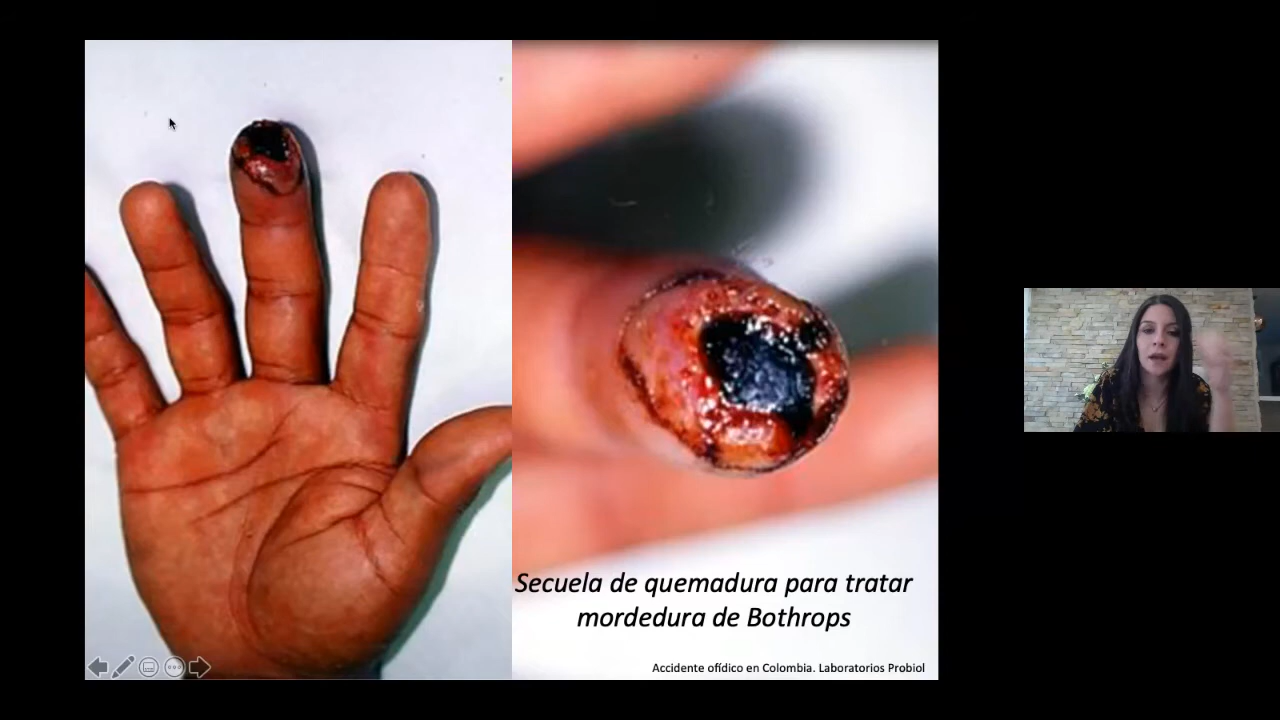 Secuela de quemadura para tratar
mordedura de Bothrops
Accidente ofídico en Colombia. Laboratorios Probiol